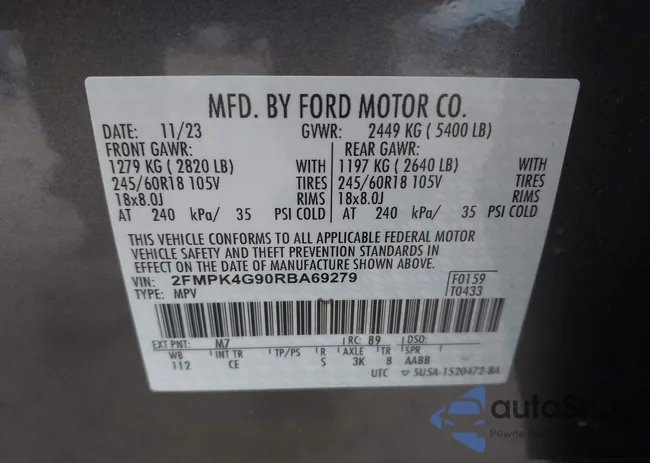 MFD. BY FORD MOTOR CO.
DATE: 11/23 GVWR: 2449 KG ( 5400 LB)
FRONT GAWR: REAR GAWR:
1279 KG ( 2820 LB) WITH 1197 KG ( 2640 LB) WITH
245/60R18 105V TIRES 245/60R18 105V TIRES
18x8.0J RIMS 18x8.0J RIMS
AT 240 kPa/ 35 PSI COLD AT 240 kPa/ 35 PSI COLD
THIS VEHICLE CONFORMS TO ALL APPLICABLE FEDERAL MOTOR
VEHICLE SAFETY AND THEFT PREVENTION STANDARDS IN
EFFECT ON THE DATE OF MANUFACTURE SHOWN ABOVE.
VIN: 2FMPK4G90RBA69279 F0159
TYPE: MPV T0433
EXT PNT: M7 RC: 89 DSO:
WB INT TR TP/PS R AXLE TR SPR
112 CE S 3K 8 AABB
UTC SU5A-1520472-BA